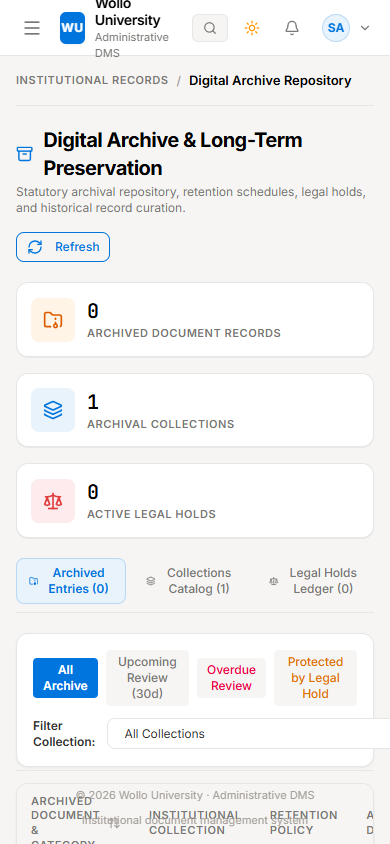 Wollo
University
Administrative
DMS
WU
SA
INSTITUTIONAL RECORDS / Digital Archive Repository
Digital Archive & Long-Term
Preservation
Statutory archival repository, retention schedules, legal holds,
and historical record curation.
Refresh
0
ARCHIVED DOCUMENT RECORDS
1
ARCHIVAL COLLECTIONS
0
ACTIVE LEGAL HOLDS
Archived
Entries (0)
Collections
Catalog (1)
Legal Holds
Ledger (0)
All
Archive
Upcoming
Review
(30d)
Overdue
Review
Protected
by Legal
Hold
Filter
Collection:
All Collections
© 2026 Wollo University · Administrative DMS
Institutional document management system
ARCHIVED
DOCUMENT
&
CATEGORY
INSTITUTIONAL
COLLECTION
RETENTION
POLICY